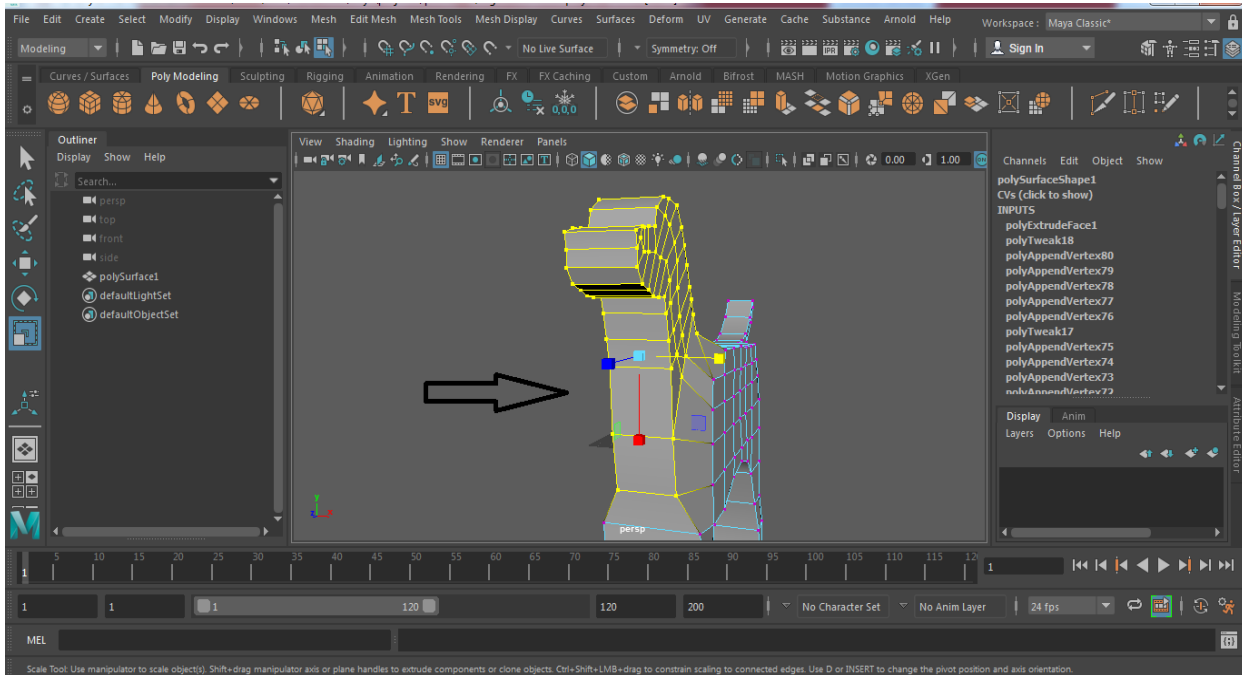 File Edit Create Select Modify Display Windows Mesh Edit Mesh Mesh Tools Mesh Display Curves Surfaces Deform UV Generate Cache Substance Arnold Help Workspace: Maya Classic*
Modeling No Live Surface Symmetry: Off IPR Sign In
Curves / Surfaces Poly Modeling Sculpting Rigging Animation Rendering FX FX Caching Custom Arnold Bifrost MASH Motion Graphics XGen
T SVG 0,0,0
Outliner
Display Show Help
Search...
persp
top
front
side
polySurface1
defaultLightSet
defaultObjectSet
View Shading Lighting Show Renderer Panels
0.00 1.00
y
z x
persp
Channels Edit Object Show
polySurfaceShape1
CVs (click to show)
INPUTS
polyExtrudeFace1
polyTweak18
polyAppendVertex80
polyAppendVertex79
polyAppendVertex78
polyAppendVertex77
polyAppendVertex76
polyTweak17
polyAppendVertex75
polyAppendVertex74
polyAppendVertex73
polyAppendVertex72
Display Anim
Layers Options Help
Channel Box / Layer Editor
Modeling Toolkit
Attribute Editor
M
5 10 15 20 25 30 35 40 45 50 55 60 65 70 75 80 85 90 95 100 105 110 115 12
1 1
1 1 1 120 120 200 No Character Set No Anim Layer 24 fps
MEL
Scale Tool: Use manipulator to scale object(s). Shift+drag manipulator axis or plane handles to extrude components or clone objects. Ctrl+Shift+LMB+drag to constrain scaling to connected edges. Use D or INSERT to change the pivot position and axis orientation.